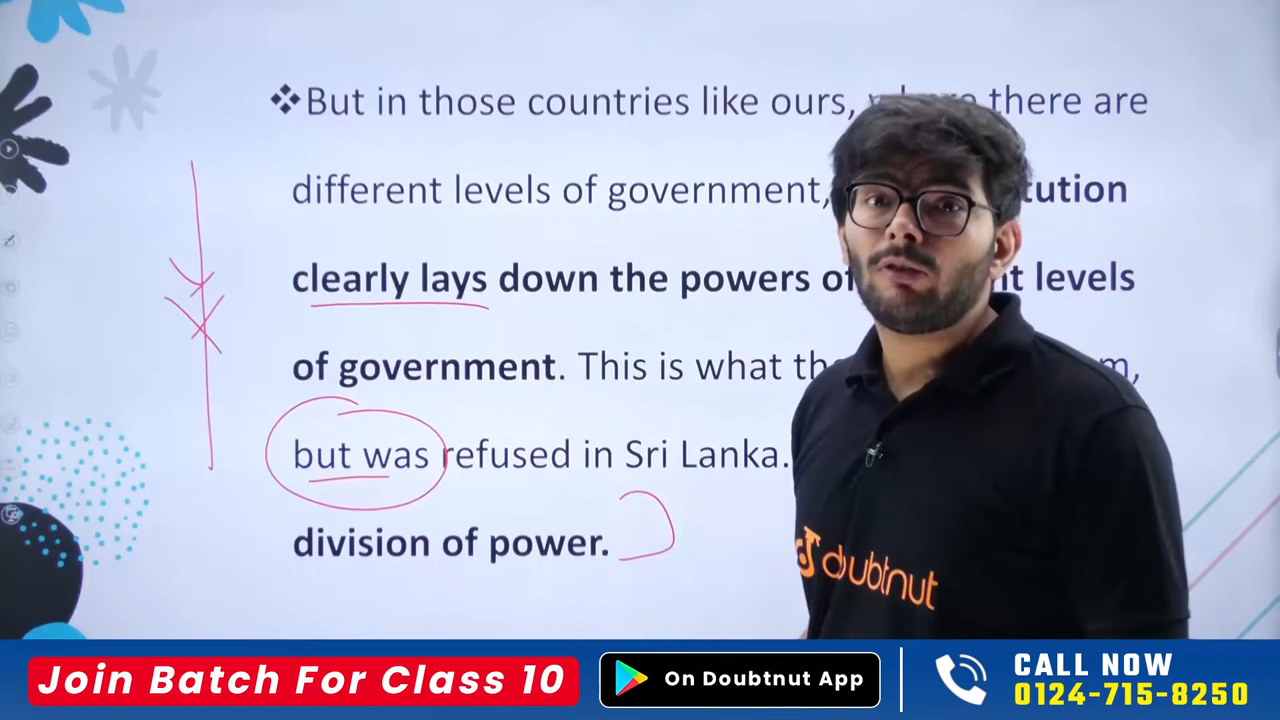 ❖But in those countries like ours, where there are
different levels of government,
clearly lays down the powers of levels
of government. This is what
but was refused in Sri Lanka.
division of power.
doubtnut
Join Batch For Class 10
On Doubtnut App
CALL NOW
0124-715-8250